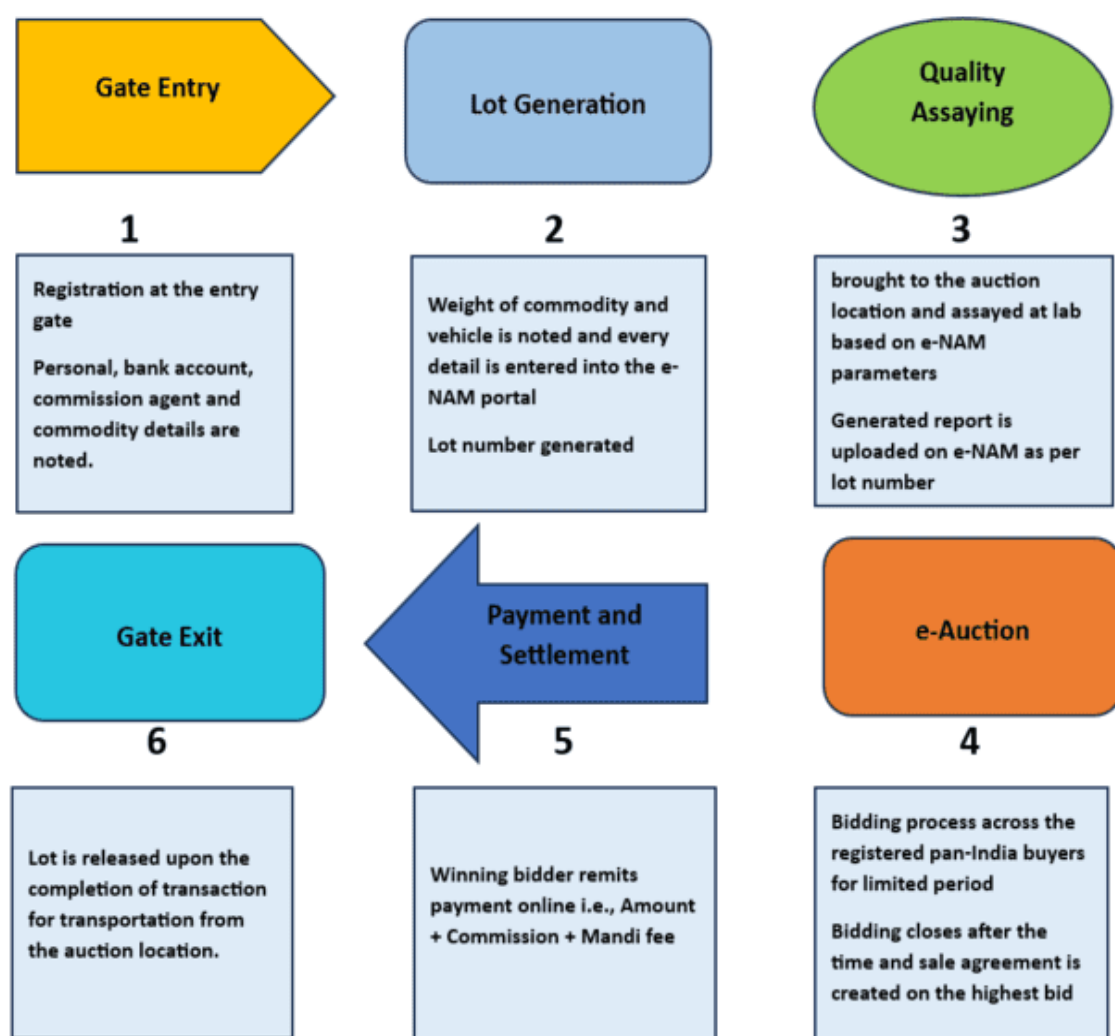 Gate Entry
Lot Generation
Quality
Assaying
1
2
3
Registration at the entry
gate
Personal, bank account,
commission agent and
commodity details are
noted.
Weight of commodity and
vehicle is noted and every
detail is entered into the e-
NAM portal
Lot number generated
brought to the auction
location and assayed at lab
based on e-NAM
parameters
Generated report is
uploaded on e-NAM as per
lot number
Gate Exit
Payment and
Settlement
e-Auction
6
5
4
Lot is released upon the
completion of transaction
for transportation from
the auction location.
Winning bidder remits
payment online i.e., Amount
+ Commission + Mandi fee
Bidding process across the
registered pan-India buyers
for limited period
Bidding closes after the
time and sale agreement is
created on the highest bid